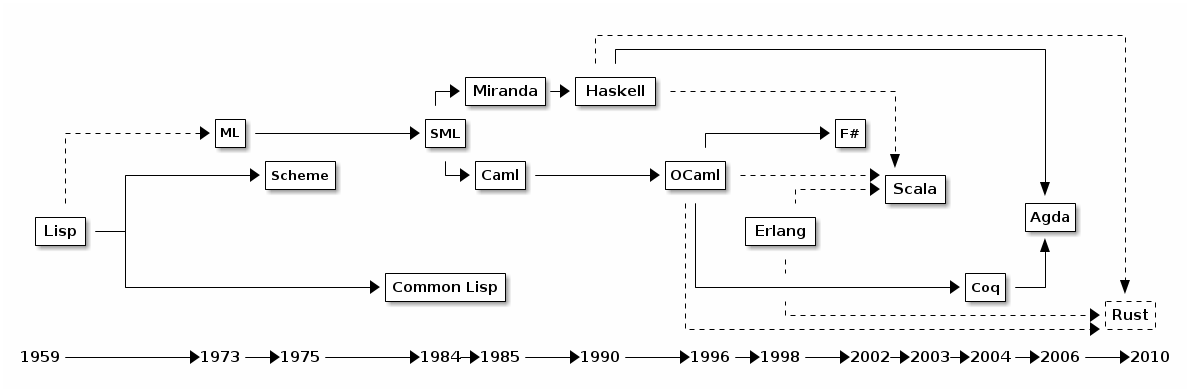 Miranda Haskell
ML SML F#
Scheme Caml OCaml
Scala
Agda
Lisp Erlang
Common Lisp Coq
Rust
1959 1973 1975 1984 1985 1990 1996 1998 2002 2003 2004 2006 2010